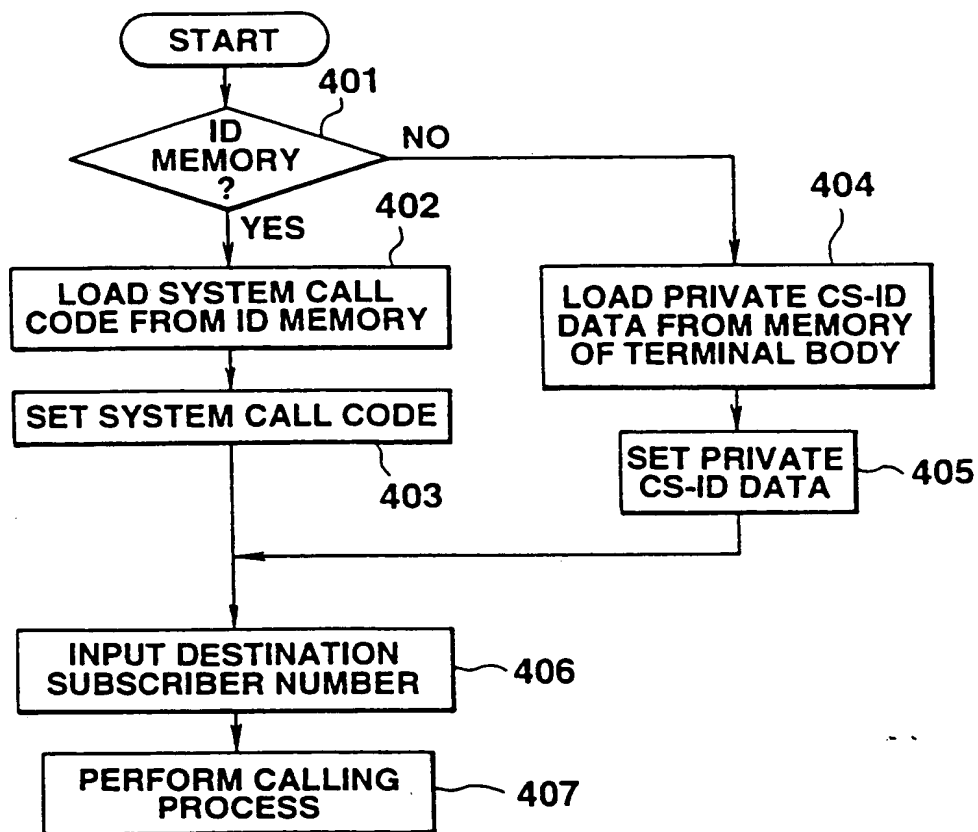 START
401
ID
MEMORY
?
NO
YES
402
LOAD SYSTEM CALL
CODE FROM ID MEMORY
404
LOAD PRIVATE CS-ID
DATA FROM MEMORY
OF TERMINAL BODY
SET SYSTEM CALL CODE
403
SET PRIVATE
CS-ID DATA
405
INPUT DESTINATION
SUBSCRIBER NUMBER
406
PERFORM CALLING
PROCESS
407